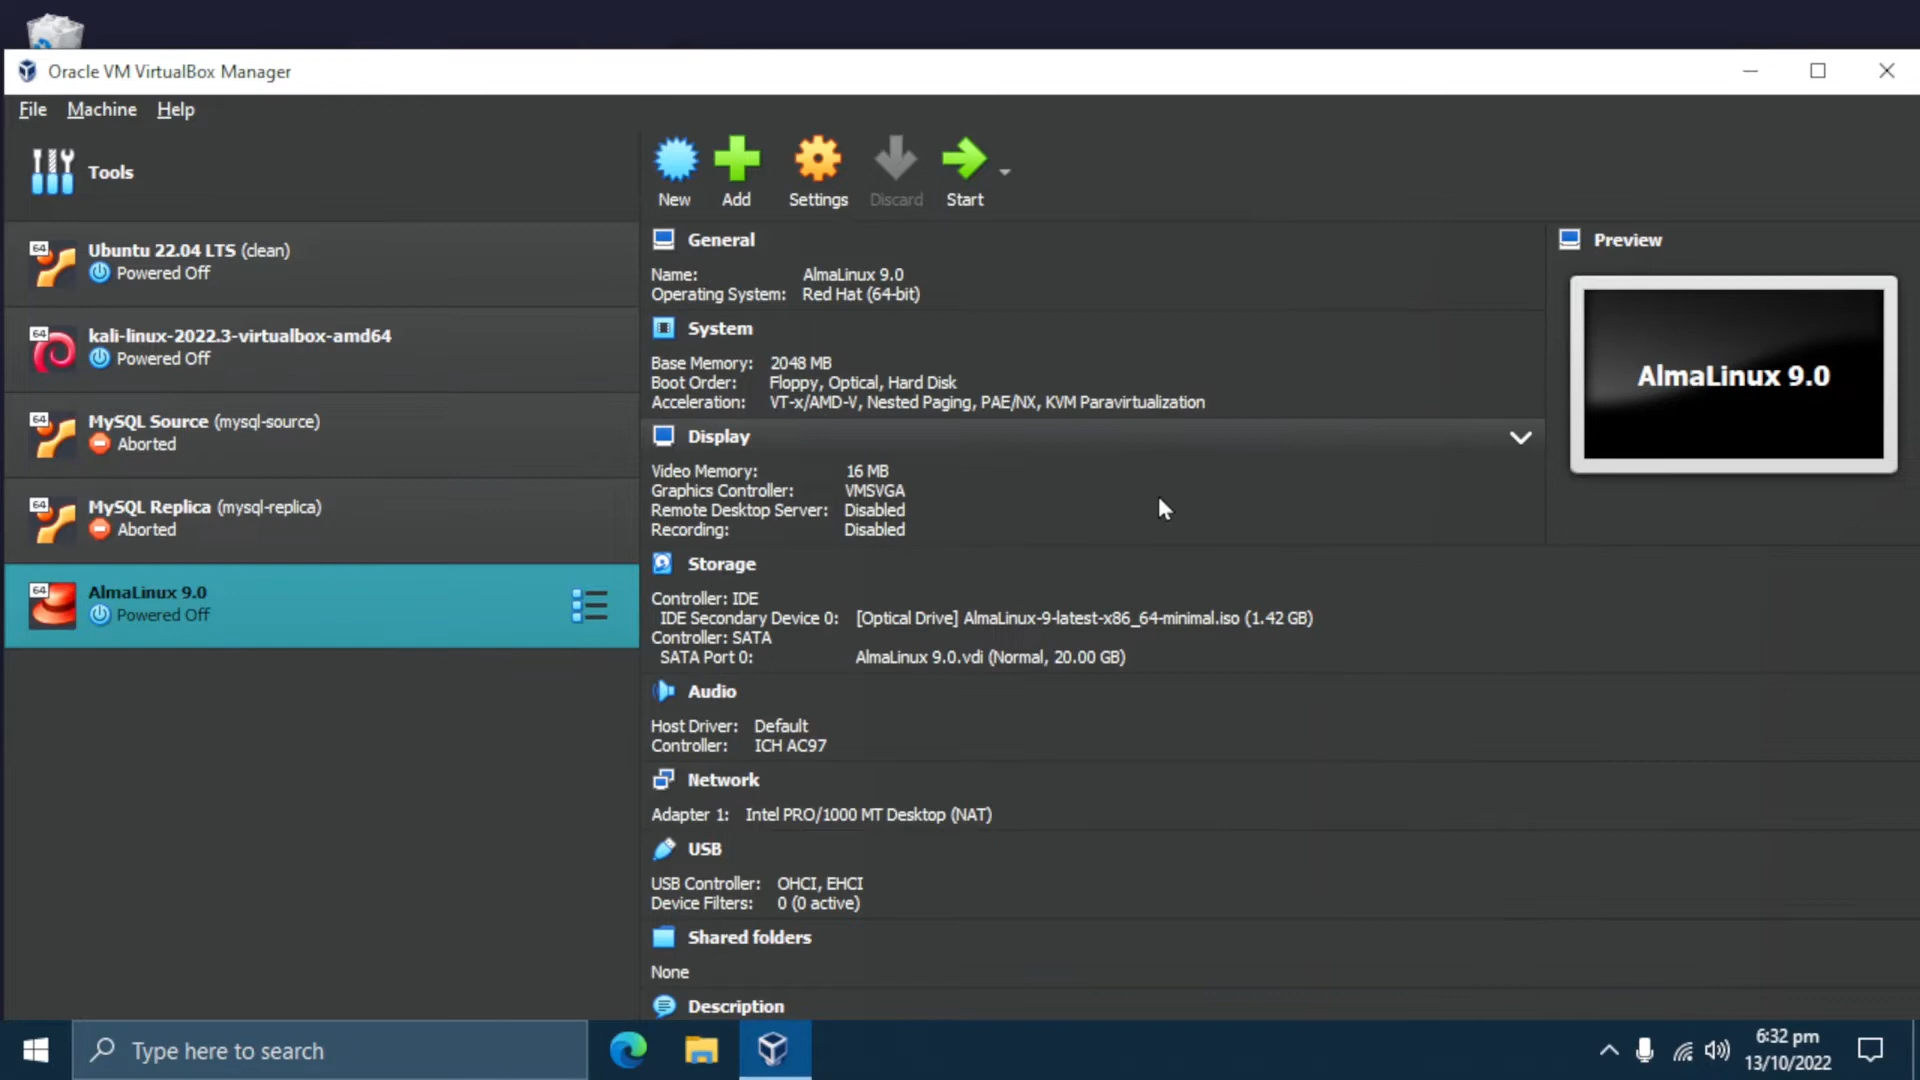 Oracle VM VirtualBox Manager
File Machine Help
Tools
New Add Settings Discard Start
64 Ubuntu 22.04 LTS (clean)
Powered Off
64 kali-linux-2022.3-virtualbox-amd64
Powered Off
64 MySQL Source (mysql-source)
Aborted
64 MySQL Replica (mysql-replica)
Aborted
64 AlmaLinux 9.0
Powered Off
General
Name: AlmaLinux 9.0
Operating System: Red Hat (64-bit)
System
Base Memory: 2048 MB
Boot Order: Floppy, Optical, Hard Disk
Acceleration: VT-x/AMD-V, Nested Paging, PAE/NX, KVM Paravirtualization
Display
Video Memory: 16 MB
Graphics Controller: VMSVGA
Remote Desktop Server: Disabled
Recording: Disabled
Storage
Controller: IDE
IDE Secondary Device 0: [Optical Drive] AlmaLinux-9-latest-x86_64-minimal.iso (1.42 GB)
Controller: SATA
SATA Port 0: AlmaLinux 9.0.vdi (Normal, 20.00 GB)
Audio
Host Driver: Default
Controller: ICH AC97
Network
Adapter 1: Intel PRO/1000 MT Desktop (NAT)
USB
USB Controller: OHCI, EHCI
Device Filters: 0 (0 active)
Shared folders
None
Description
Preview
AlmaLinux 9.0
Type here to search
6:32 pm
13/10/2022